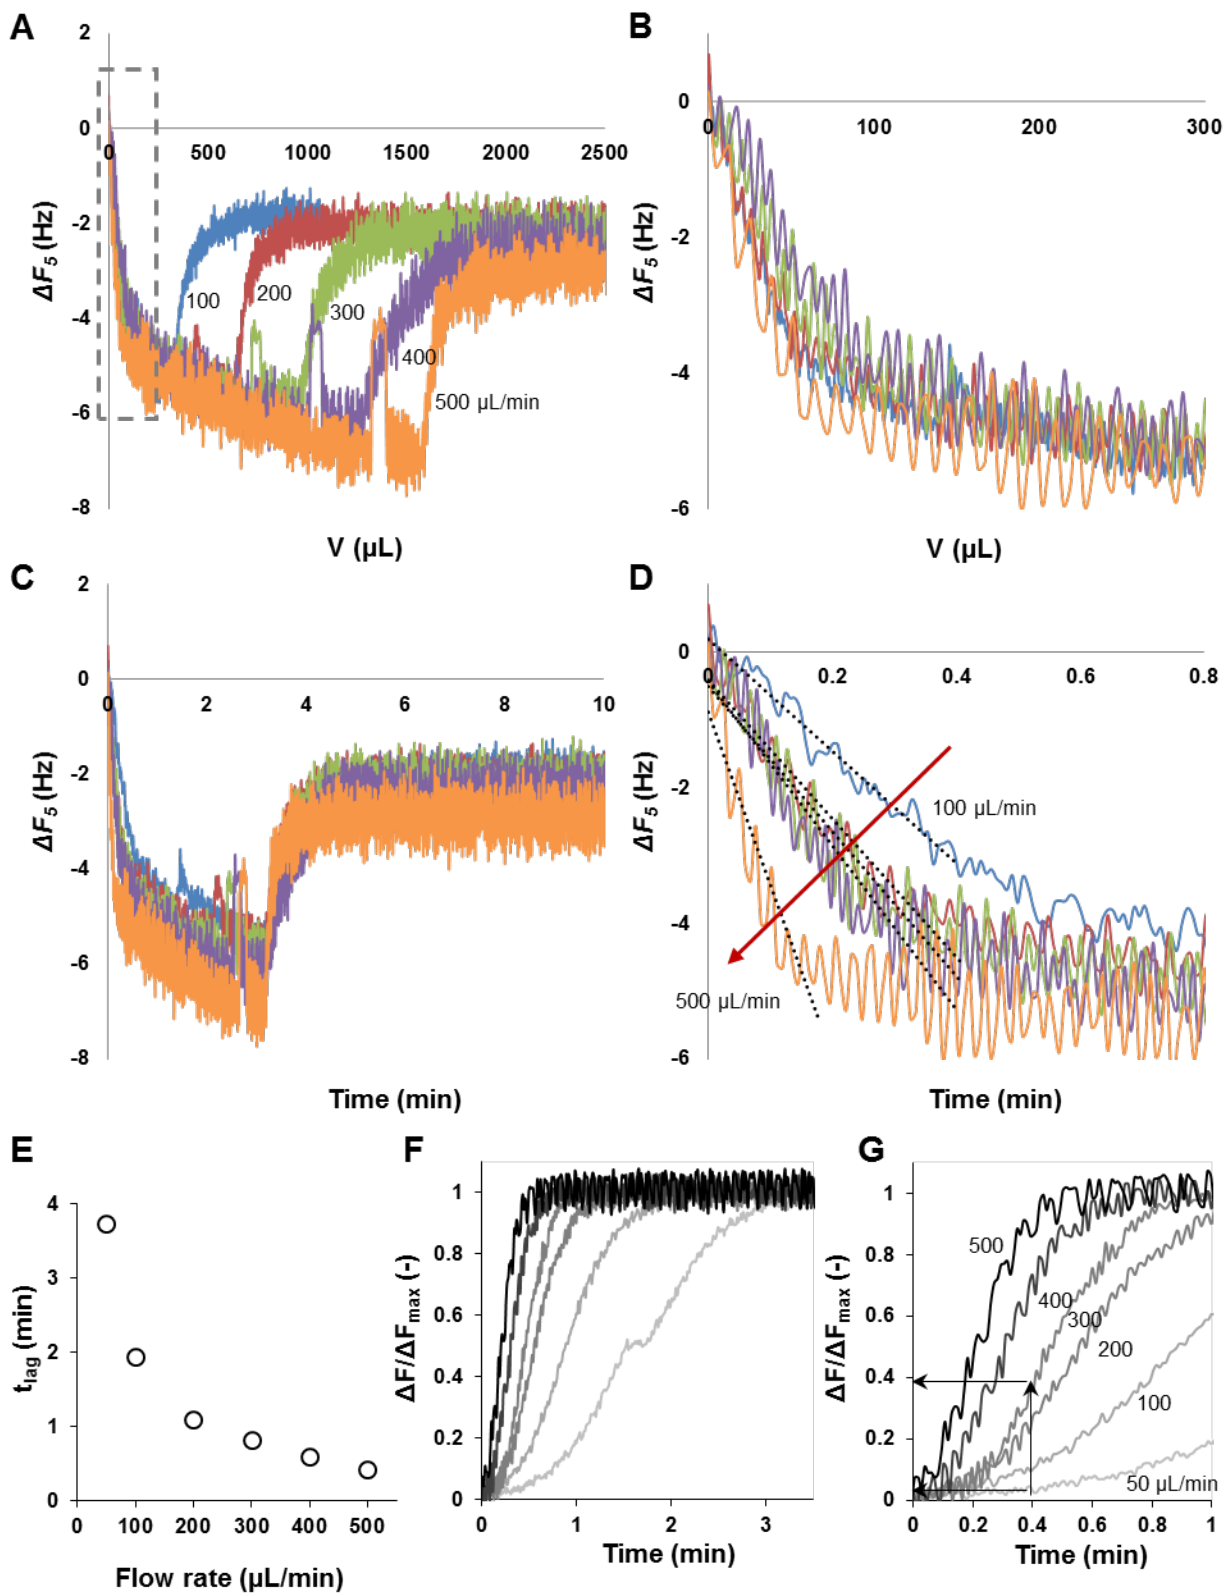 A
B
2
0
-2
-4
-6
-8
0 500 1000 1500 2000 2500
100
200
300
400
500 µL/min
ΔF5 (Hz)
V (µL)
0
-2
-4
-6
0 100 200 300
ΔF5 (Hz)
V (µL)
C
D
2
0
-2
-4
-6
-8
0 2 4 6 8 10
ΔF5 (Hz)
Time (min)
0
-2
-4
-6
0 0.2 0.4 0.6 0.8
100 µL/min
500 µL/min
ΔF5 (Hz)
Time (min)
E
F
G
4
3
2
1
0
0 100 200 300 400 500
tlag (min)
Flow rate (µL/min)
1
0.8
0.6
0.4
0.2
0
0 1 2 3
ΔF/ΔFmax (-)
Time (min)
1
0.8
0.6
0.4
0.2
0
500
400
300
200
100
50 µL/min
0 0.2 0.4 0.6 0.8 1
ΔF/ΔFmax (-)
Time (min)